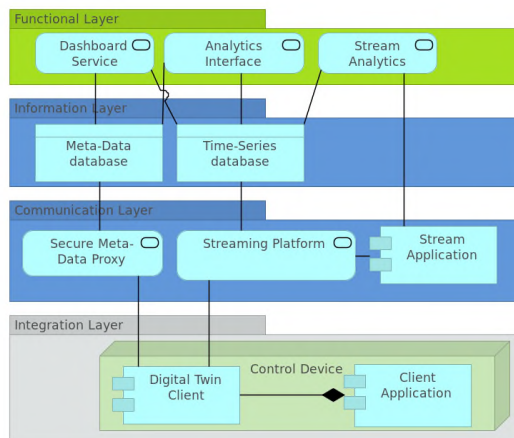 Functional Layer
Dashboard
Service
Analytics
Interface
Stream
Analytics
Information Layer
Meta-Data
database
Time-Series
database
Communication Layer
Secure Meta-
Data Proxy
Streaming Platform
Stream
Application
Integration Layer
Control Device
Digital Twin
Client
Client
Application